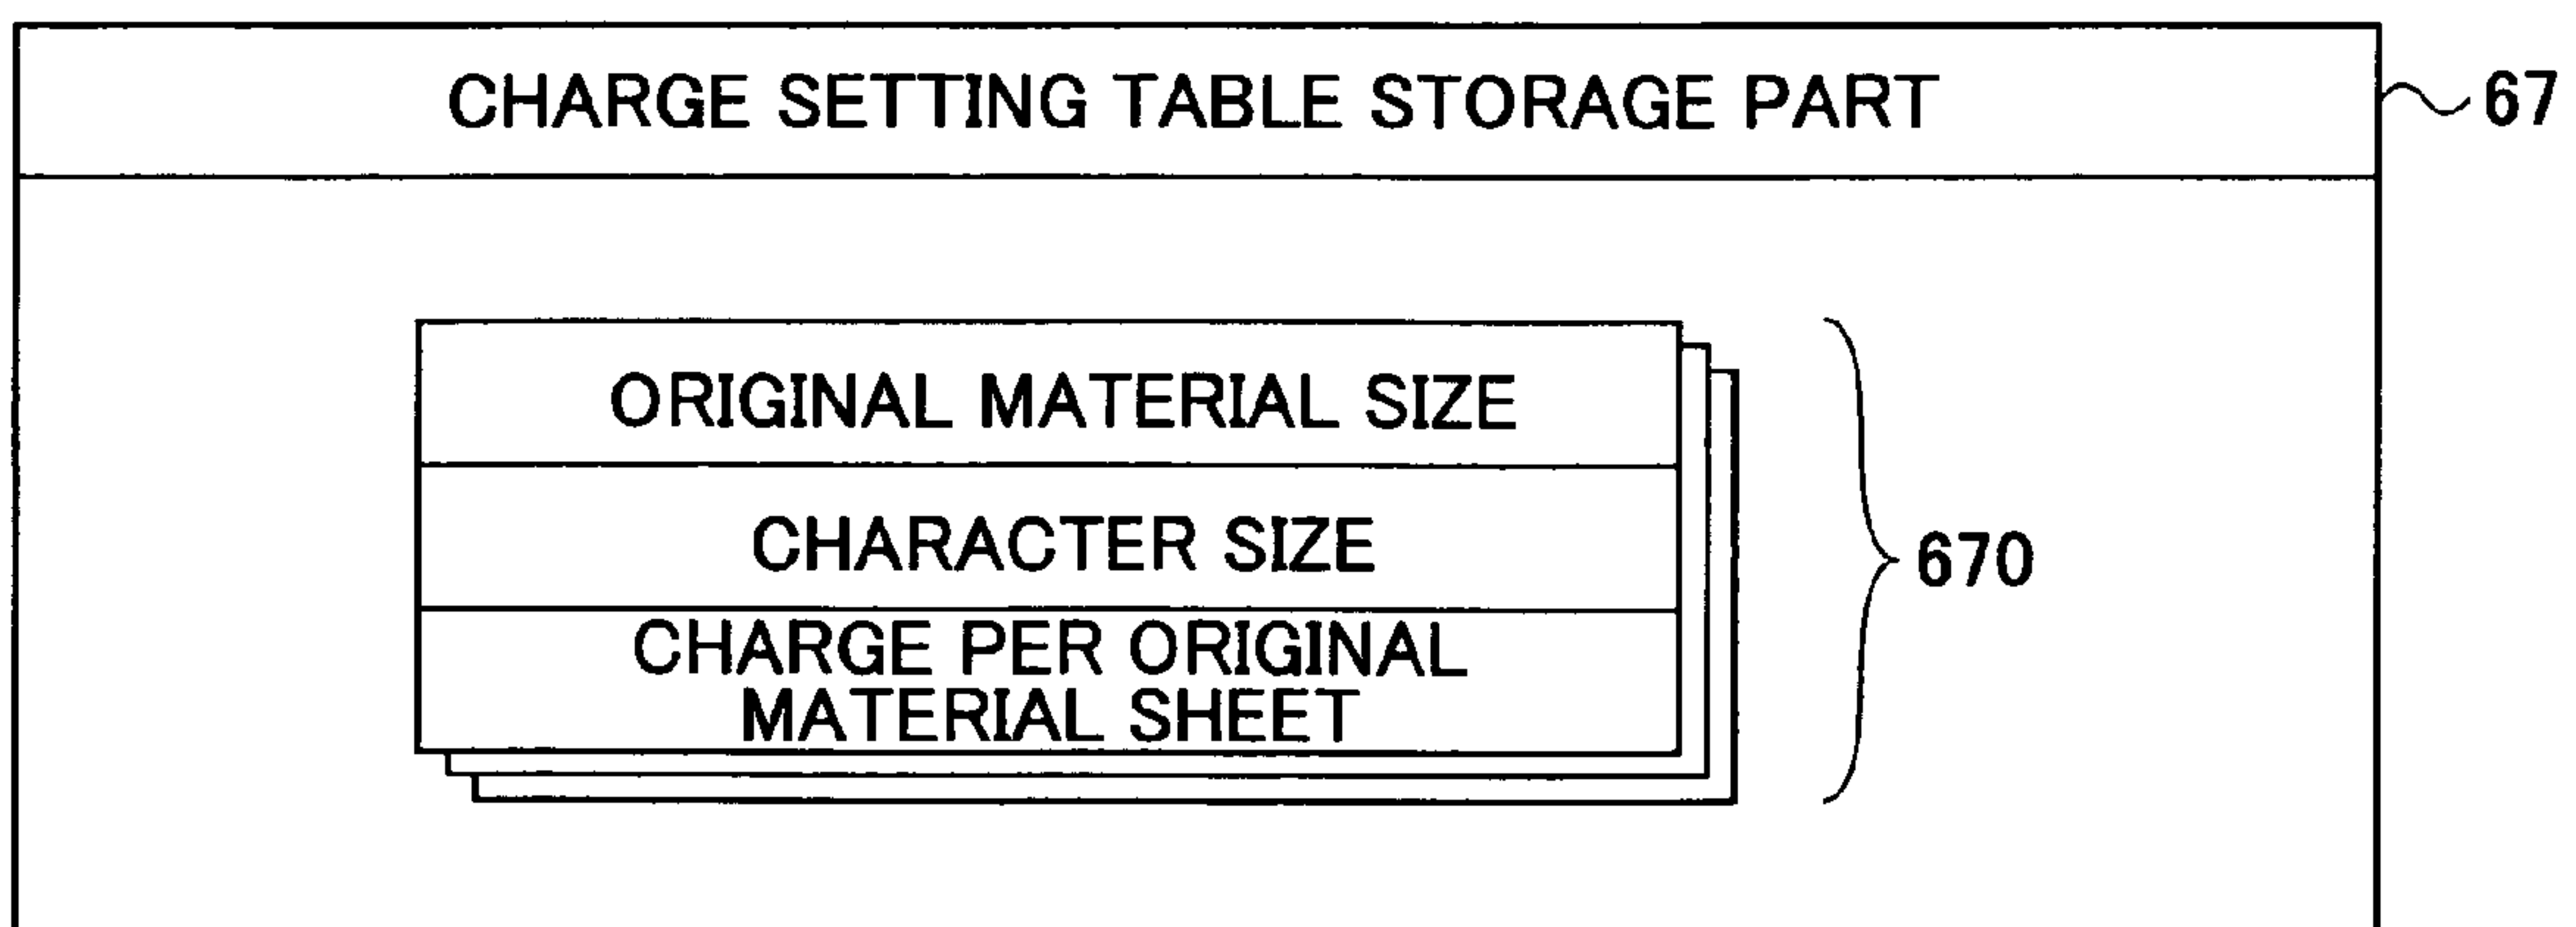 CHARGE SETTING TABLE STORAGE PART
67
ORIGINAL MATERIAL SIZE
CHARACTER SIZE
670
CHARGE PER ORIGINAL
MATERIAL SHEET